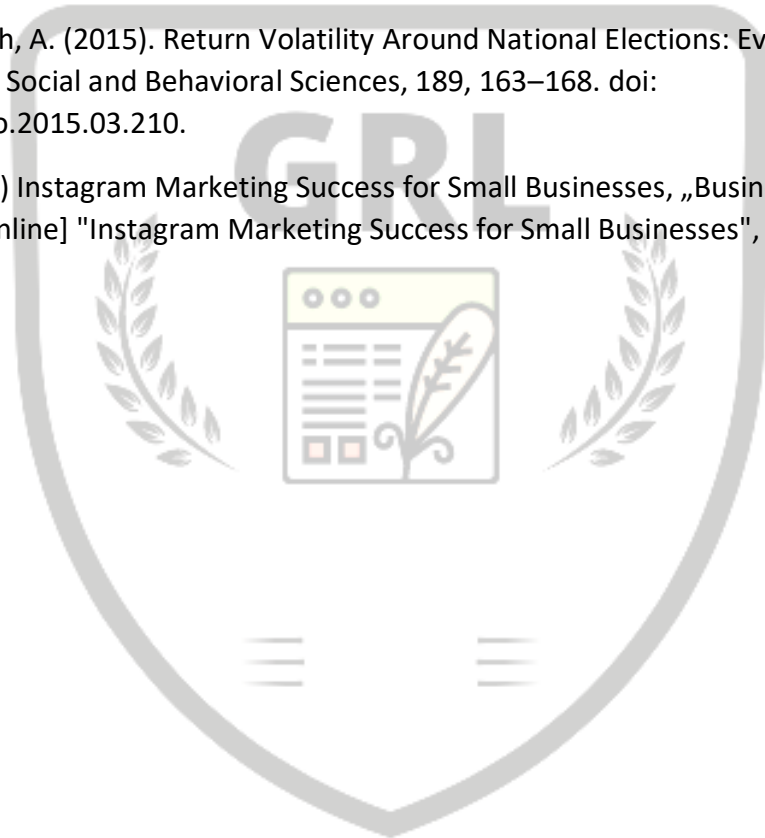 h, A. (2015). Return Volatility Around National Elections: Ev
Social and Behavioral Sciences, 189, 163–168. doi:
o.2015.03.210.
) Instagram Marketing Success for Small Businesses, „Busin
nline] "Instagram Marketing Success for Small Businesses",
GRL